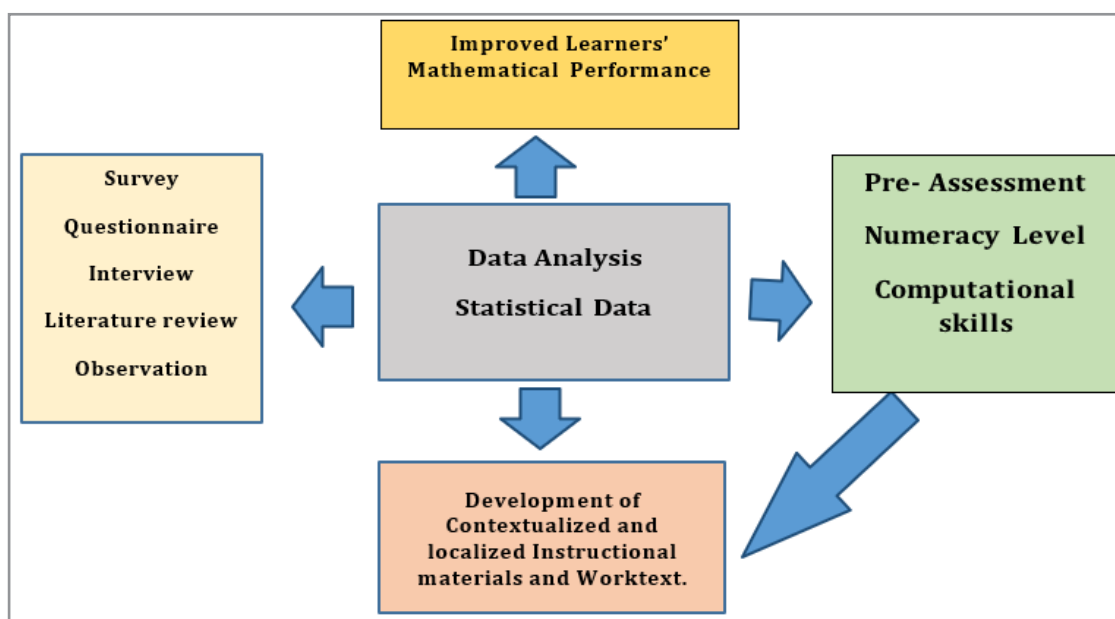 Improved Learners’
Mathematical Performance
Survey
Questionnaire
Interview
Literature review
Observation
Data Analysis
Statistical Data
Pre- Assessment
Numeracy Level
Computational
skills
Development of
Contextualized and
localized Instructional
materials and Worktext.